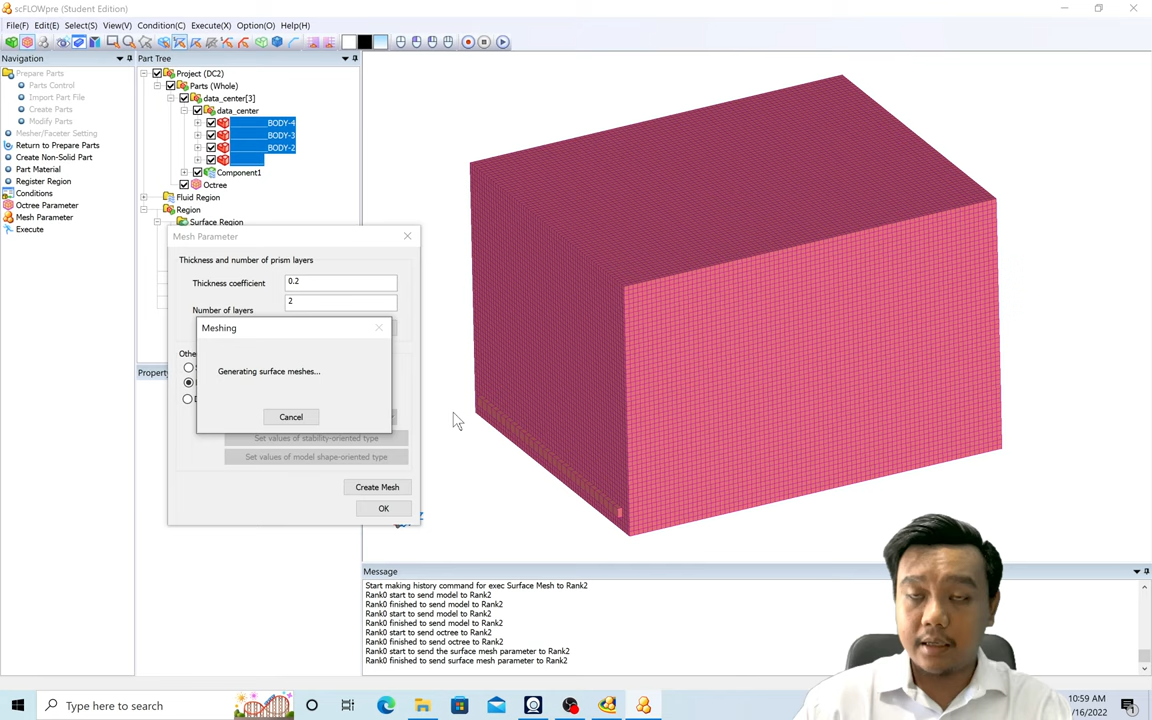 scFLOWpre (Student Edition)
File(F) Edit(E) Select(S) View(V) Condition(C) Execute(X) Option(O) Help(H)
Navigation
Prepare Parts
Parts Control
Import Part File
Create Parts
Modify Parts
Mesher/Faceter Setting
Return to Prepare Parts
Create Non-Solid Part
Part Material
Register Region
Conditions
Octree Parameter
Mesh Parameter
Execute
Part Tree
Project (DC2)
Parts (Whole)
data_center[3]
data_center
BODY-4
BODY-3
BODY-2
Component1
Octree
Fluid Region
Region
Surface Region
Property
Mesh Parameter
Thickness and number of prism layers
Thickness coefficient 0.2
Number of layers 2
Meshing
Generating surface meshes...
Cancel
Set values of stability-oriented type
Set values of model shape-oriented type
Create Mesh
OK
Message
Start making history command for exec Surface Mesh to Rank2
Rank0 start to send model to Rank2
Rank0 finished to send model to Rank2
Rank0 start to send model to Rank2
Rank0 finished to send model to Rank2
Rank0 start to send octree to Rank2
Rank0 finished to send octree to Rank2
Rank0 start to send the surface mesh parameter to Rank2
Rank0 finished to send surface mesh parameter to Rank2
Type here to search
10:59 AM
/16/2022